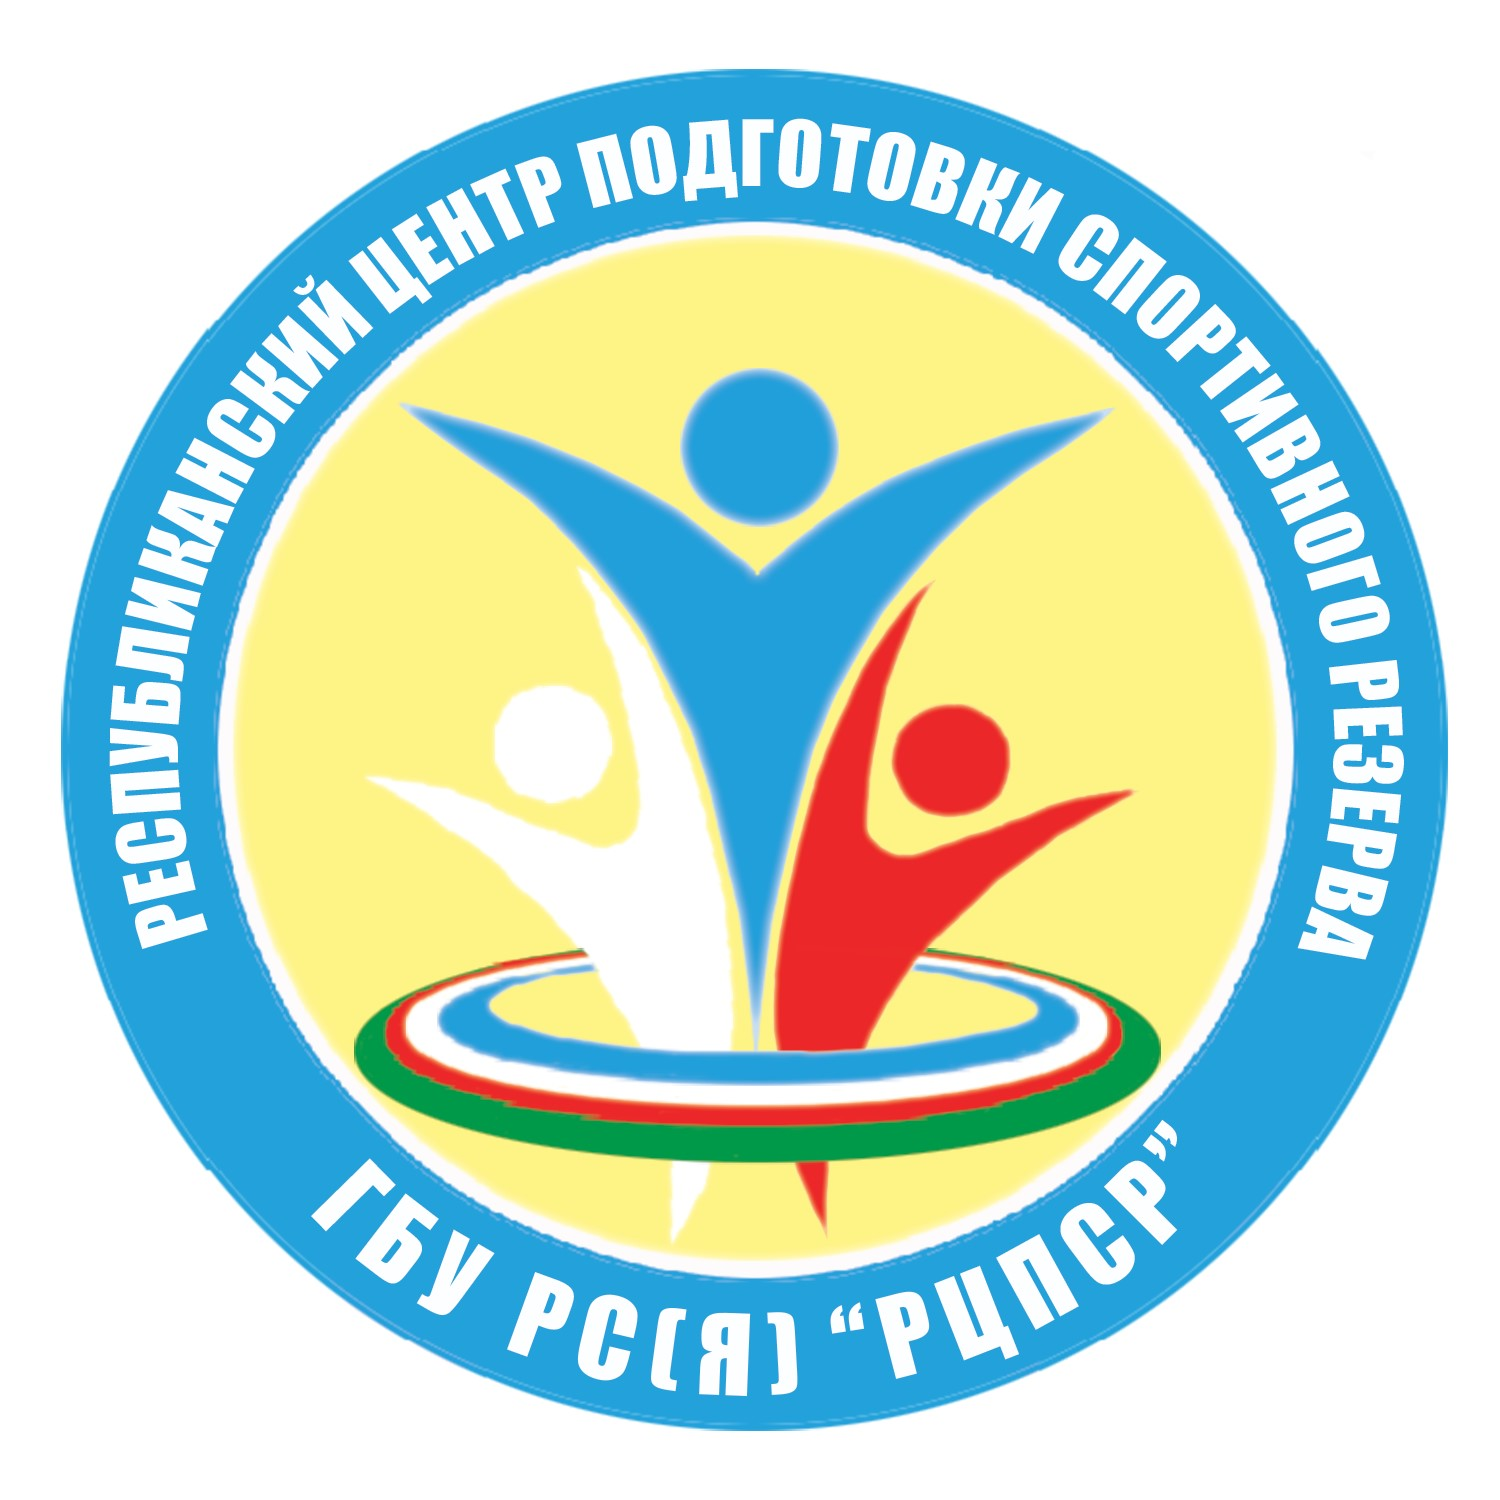 РЕСПУБЛИКАНСКИЙ ЦЕНТР ПОДГОТОВКИ СПОРТИВНОГО РЕЗЕРВА
ГБУ РС(Я) “РЦПСР”